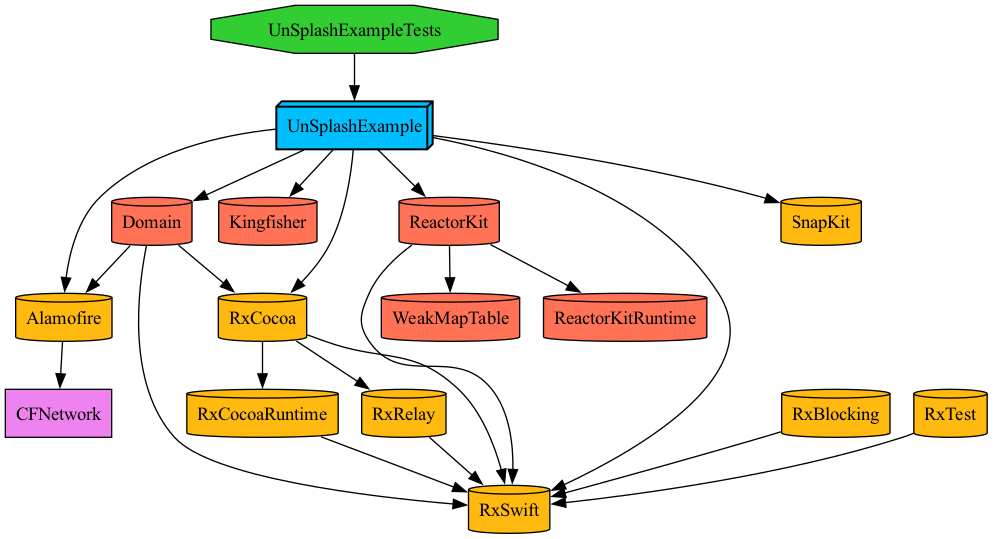 UnSplashExampleTests
UnSplashExample
Domain
Kingfisher
ReactorKit
SnapKit
Alamofire
RxCocoa
WeakMapTable
ReactorKitRuntime
CFNetwork
RxCocoaRuntime
RxRelay
RxBlocking
RxTest
RxSwift